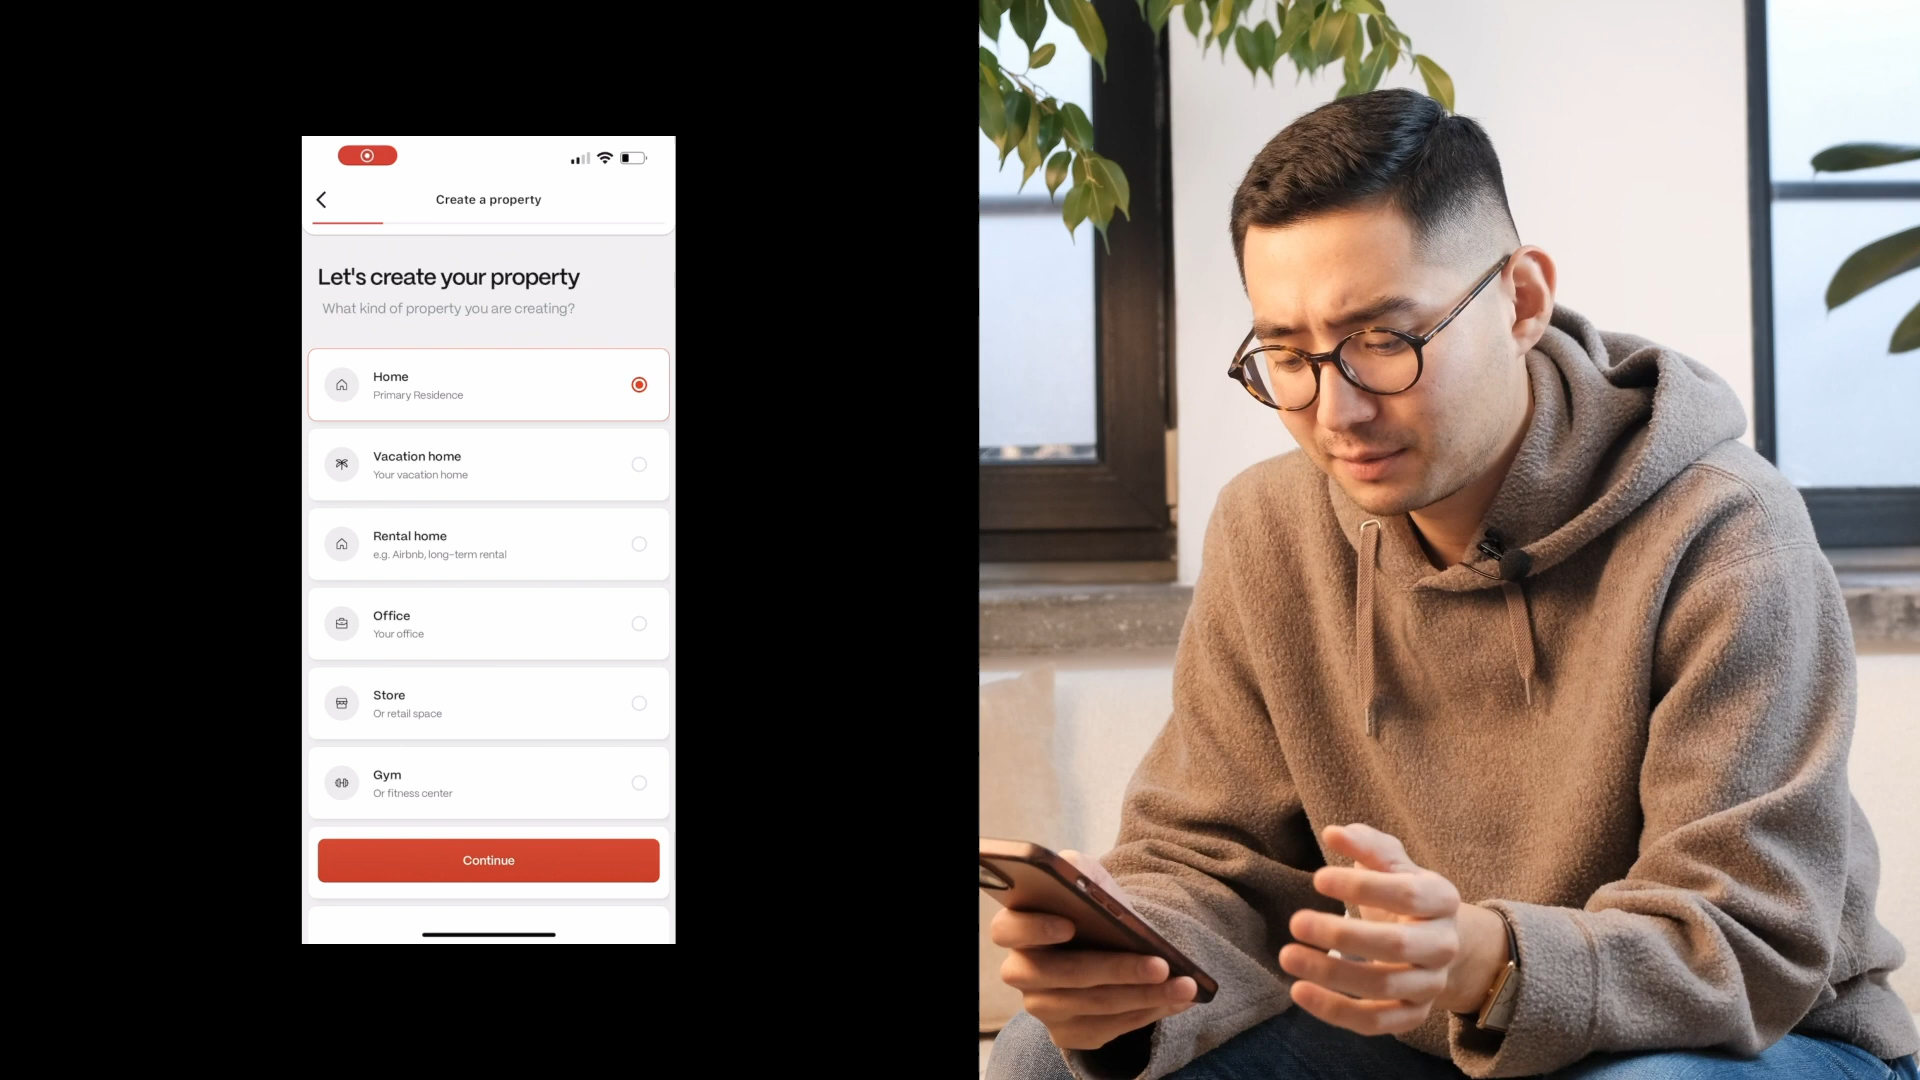 Create a property
Let's create your property
What kind of property you are creating?
Home
Primary Residence
Vacation home
Your vacation home
Rental home
e.g. Airbnb, long-term rental
Office
Your office
Store
Or retail space
Gym
Or fitness center
Continue